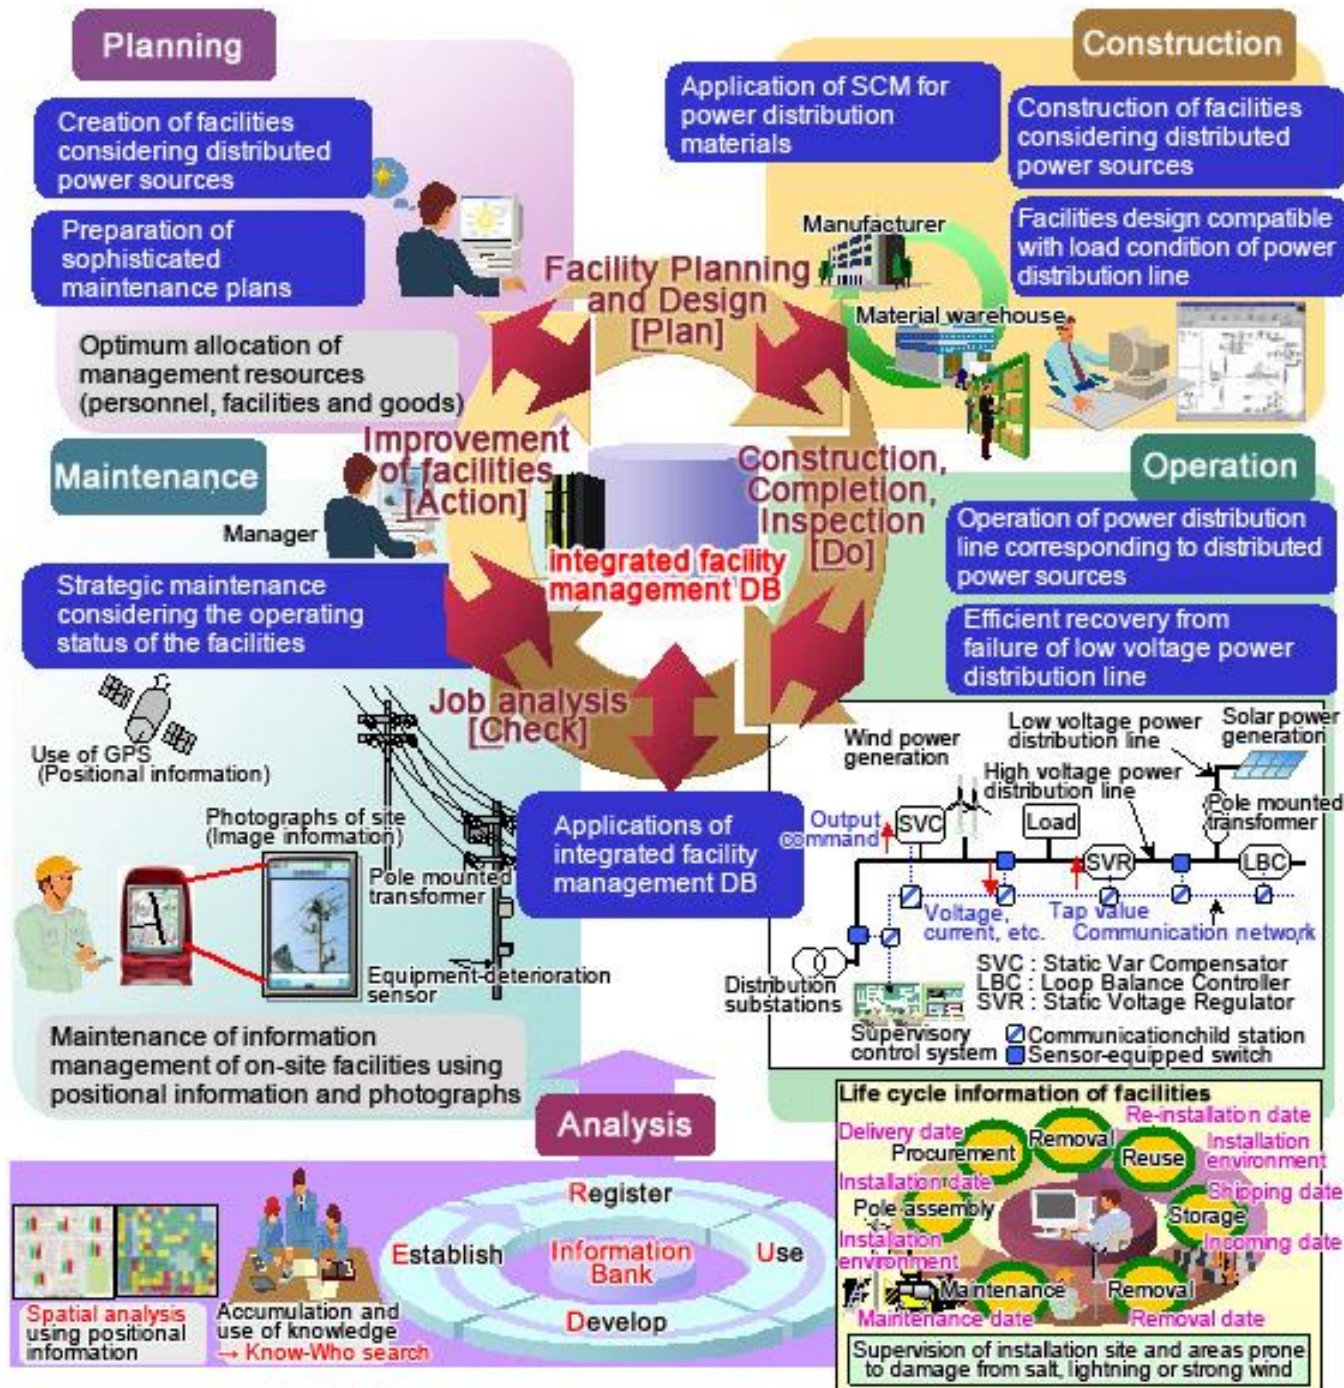 Planning
Creation of facilities
considering distributed
power sources
Preparation of
sophisticated
maintenance plans
Optimum allocation of
management resources
(personnel, facilities and goods)
Construction
Application of SCM for
power distribution
materials
Construction of facilities
considering distributed
power sources
Facilities design compatible
with load condition of power
distribution line
Manufacturer
Material warehouse
Facility Planning
and Design
[Plan]
Improvement
of facilities
[Action]
Construction,
Completion,
Inspection
[Do]
Job analysis
[Check]
integrated facility
management DB
Maintenance
Manager
Strategic maintenance
considering the operating
status of the facilities
Use of GPS
(Positional information)
Photographs of site
(Image information)
Pole mounted
transformer
Equipment-deterioration
sensor
Maintenance of information
management of on-site facilities using
positional information and photographs
Applications of
integrated facility
management DB
Operation
Operation of power distribution
line corresponding to distributed
power sources
Efficient recovery from
failure of low voltage power
distribution line
Wind power
generation
Low voltage power
distribution line
Solar power
generation
High voltage power
distribution line
Output
command
SVC
Load
SVR
Pole mounted
transformer
LBC
Voltage,
current, etc.
Tap value
Communication network
Distribution
substations
Supervisory
control system
SVC : Static Var Compensator
LBC : Loop Balance Controller
SVR : Static Voltage Regulator
Communicationchild station
Sensor-equipped switch
Analysis
Register
Establish
Information
Bank
Use
Develop
Spatial analysis
using positional
information
Accumulation and
use of knowledge
→ Know-Who search
Life cycle information of facilities
Delivery date
Procurement
Removal
Re-installation date
Reuse
Installation
environment
Installation date
Pole assembly
Shipping date
Storage
Incoming date
Installation
environment
Maintenance
Maintenance date
Removal
Removal date
Supervision of installation site and areas prone
to damage from salt, lightning or strong wind